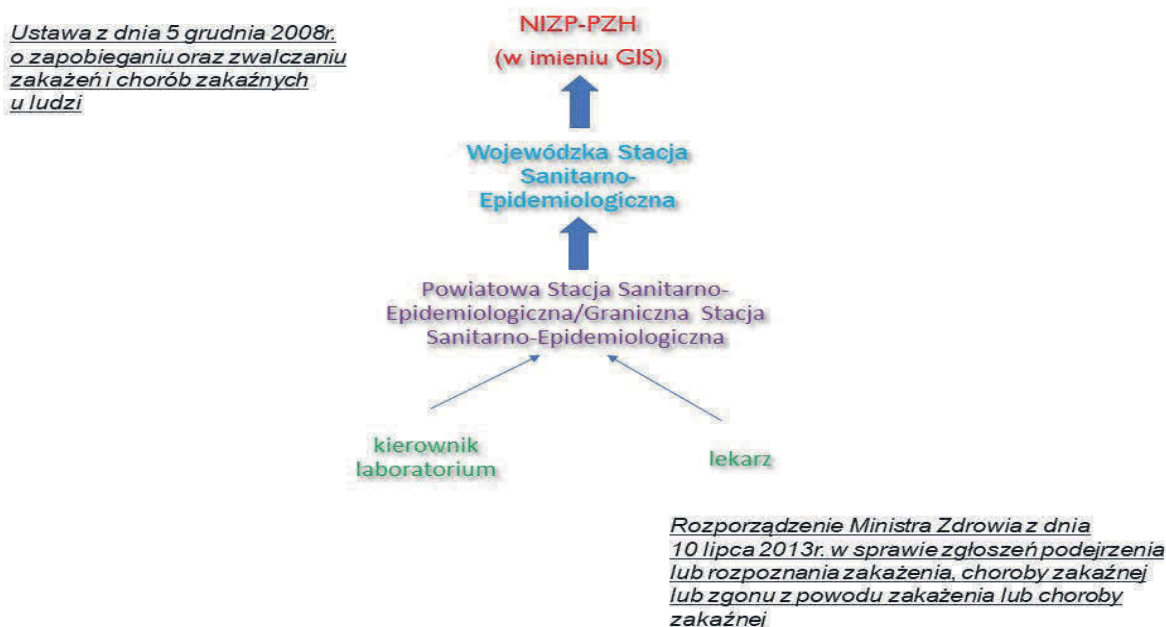 Ustawa z dnia 5 grudnia 2008r.
o zapobieganiu oraz zwalczaniu
zakażeń i chorób zakaźnych
u ludzi
NIZP-PZH
(w imieniu GIS)
Wojewódzka Stacja
Sanitarno-
Epidemiologiczna
Powiatowa Stacja Sanitarno-
Epidemiologiczna/Graniczna Stacja
Sanitarno-Epidemiologiczna
kierownik
laboratorium
lekarz
Rozporządzenie Ministra Zdrowia z dnia
10 lipca 2013r. w sprawie zgłoszeń podejrzenia
lub rozpoznania zakażenia, choroby zakaźnej
lub zgonu z powodu zakażenia lub choroby
zakaźnej